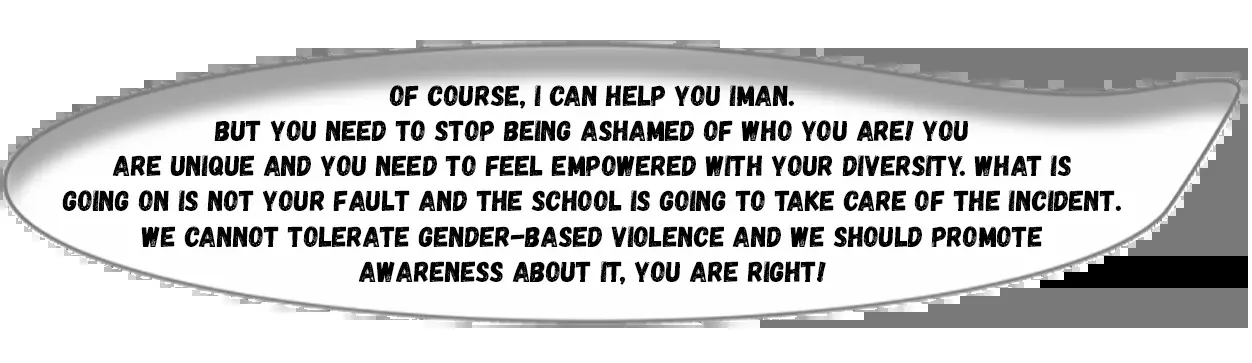 OF COURSE, I CAN HELP YOU IMAN.
BUT YOU NEED TO STOP BEING ASHAMED OF WHO YOU ARE! YOU
ARE UNIQUE AND YOU NEED TO FEEL EMPOWERED WITH YOUR DIVERSITY. WHAT IS
GOING ON IS NOT YOUR FAULT AND THE SCHOOL IS GOING TO TAKE CARE OF THE INCIDENT.
WE CANNOT TOLERATE GENDER-BASED VIOLENCE AND WE SHOULD PROMOTE
AWARENESS ABOUT IT, YOU ARE RIGHT!